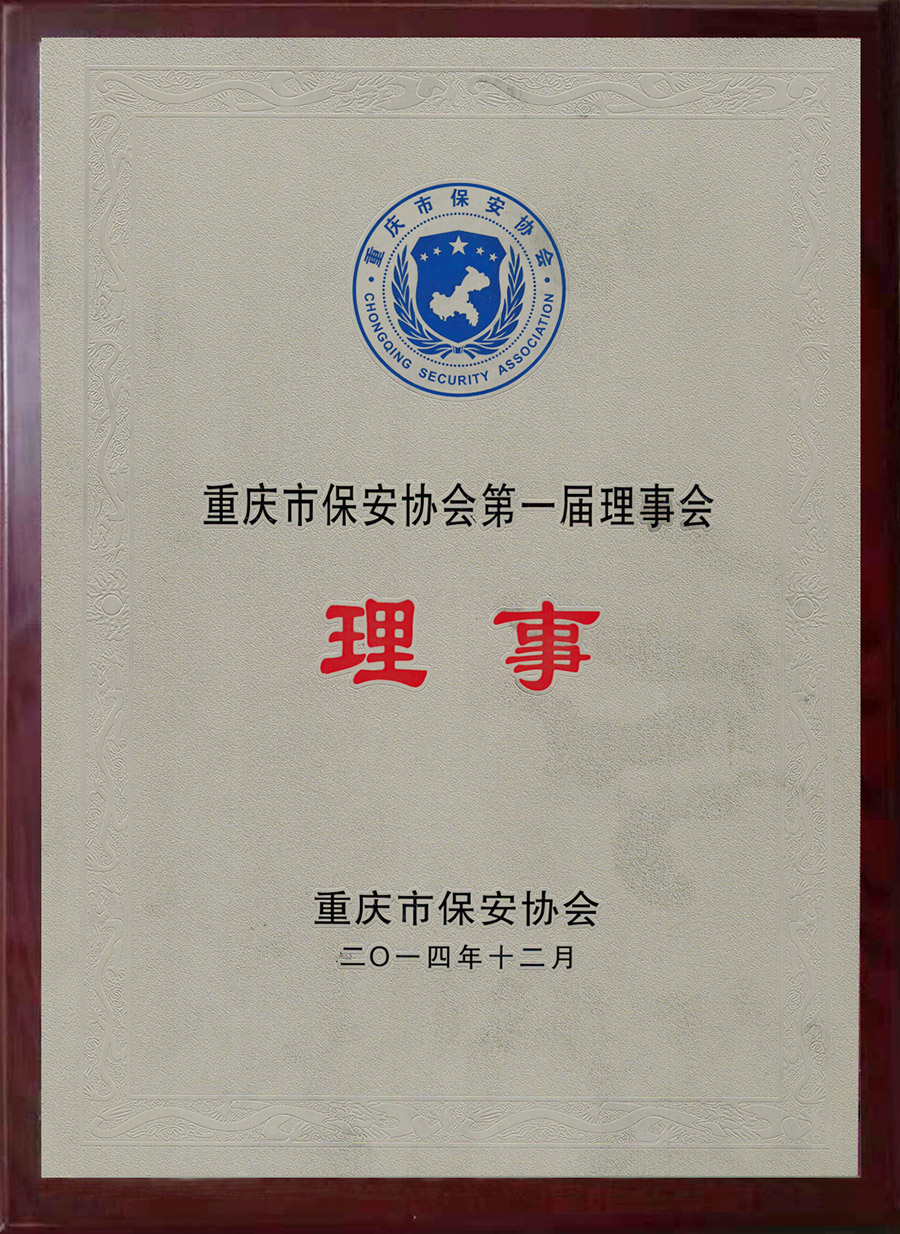 重庆市保安协会
CHONGQING SECURITY ASSOCIATION
重庆市保安协会第一届理事会
理事
重庆市保安协会
二〇一四年十二月